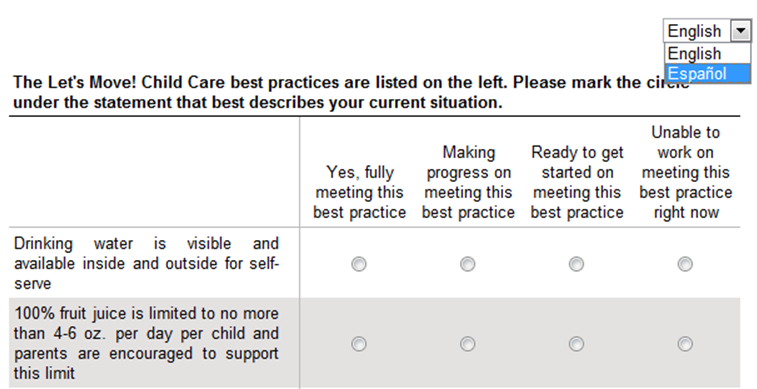 English
English
Español
The Let's Move! Child Care best practices are listed on the left. Please mark the circle
under the statement that best describes your current situation.
Yes, fully
meeting this
best practice
Making
progress on
meeting this
best practice
Ready to get
started on
meeting this
best practice
Unable to
work on
meeting this
best practice
right now
Drinking water is visible and
available inside and outside for self-
serve
100% fruit juice is limited to no more
than 4-6 oz. per day per child and
parents are encouraged to support
this limit